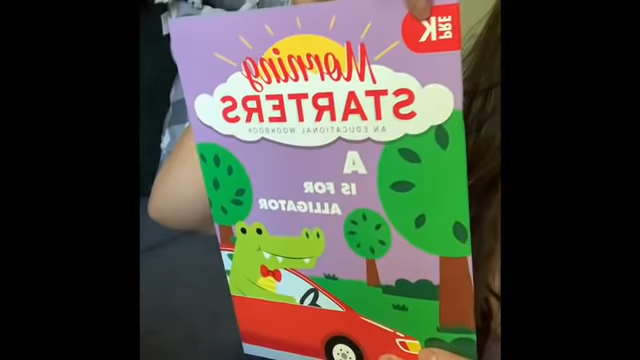 PRE
K
Morning
STARTERS
AN EDUCATIONAL WORKBOOK
A
IS FOR
ALLIGATOR